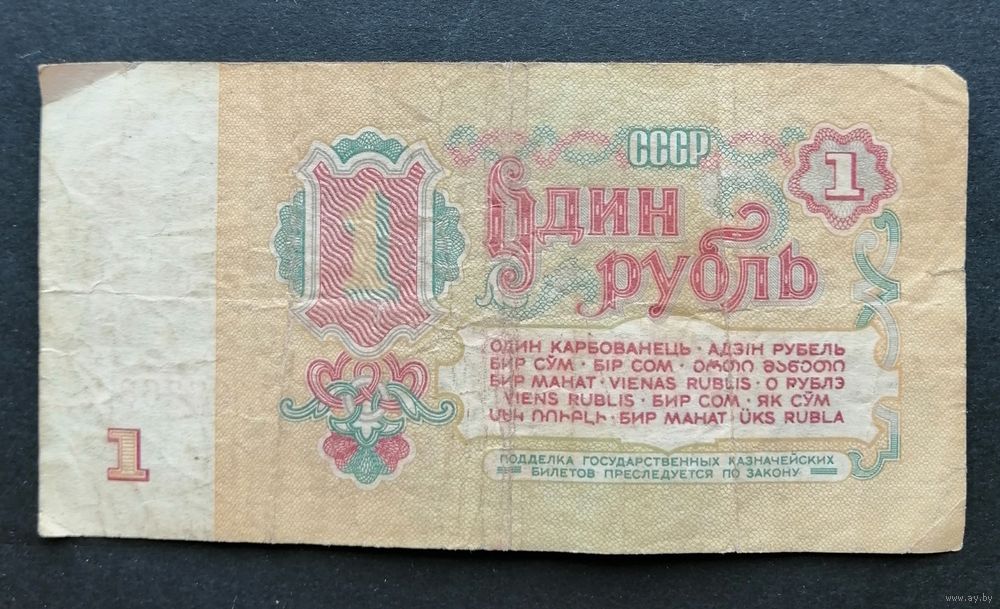 СССР
1
1
Один
рубль
ОДИН КАРБОВАНЕЦЬ · АДЗІН РУБЕЛЬ
БИР СЎМ · БІР СОМ · ᲔᲠᲗᲘ ᲛᲐᲜᲔᲗᲘ
БИР МАНАТ · VIENAS RUBLIS · О РУБЛЭ
VIENS RUBLIS · БИР СОМ · ЯК СӮМ
ՄԵԿ ՌՈՒԲԼԻ · БИР МАНАТ · ÜKS RUBLA
1
ПОДДЕЛКА ГОСУДАРСТВЕННЫХ КАЗНАЧЕЙСКИХ
БИЛЕТОВ ПРЕСЛЕДУЕТСЯ ПО ЗАКОНУ
www.ay.by